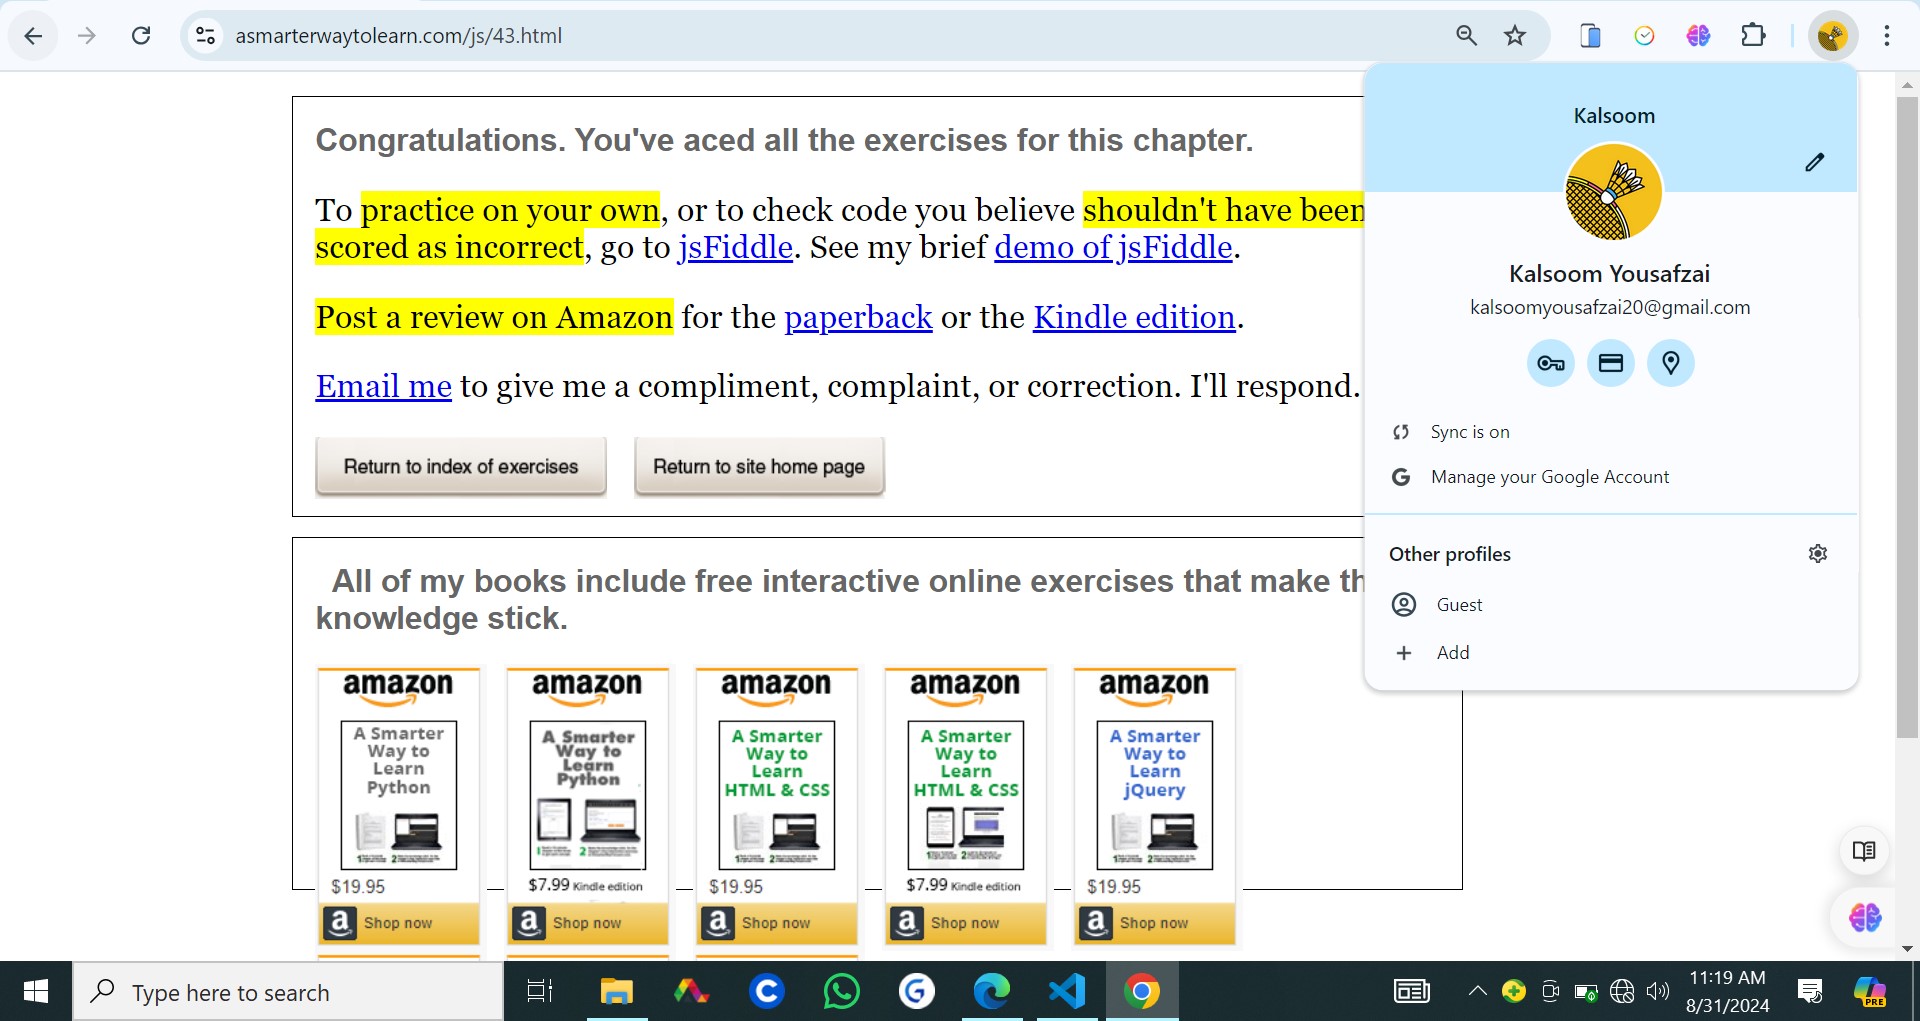 asmarterwaytolearn.com/js/43.html
Congratulations. You've aced all the exercises for this chapter.
To practice on your own, or to check code you believe shouldn't have been
scored as incorrect, go to jsFiddle. See my brief demo of jsFiddle.
Post a review on Amazon for the paperback or the Kindle edition.
Email me to give me a compliment, complaint, or correction. I'll respond.
Return to index of exercises
Return to site home page
Kalsoom
Kalsoom Yousafzai
kalsoomyousafzai20@gmail.com
Sync is on
Manage your Google Account
Other profiles
Guest
Add
All of my books include free interactive online exercises that make th
knowledge stick.
amazon
A Smarter
Way to
Learn
Python
$19.95
a Shop now
amazon
A Smarter
Way to
Learn
Python
1 2
$7.99 Kindle edition
a Shop now
amazon
A Smarter
Way to
Learn
HTML & CSS
$19.95
a Shop now
amazon
A Smarter
Way to
Learn
HTML & CSS
$7.99 Kindle edition
a Shop now
amazon
A Smarter
Way to
Learn
jQuery
$19.95
a Shop now
Type here to search
11:19 AM
8/31/2024
PRE